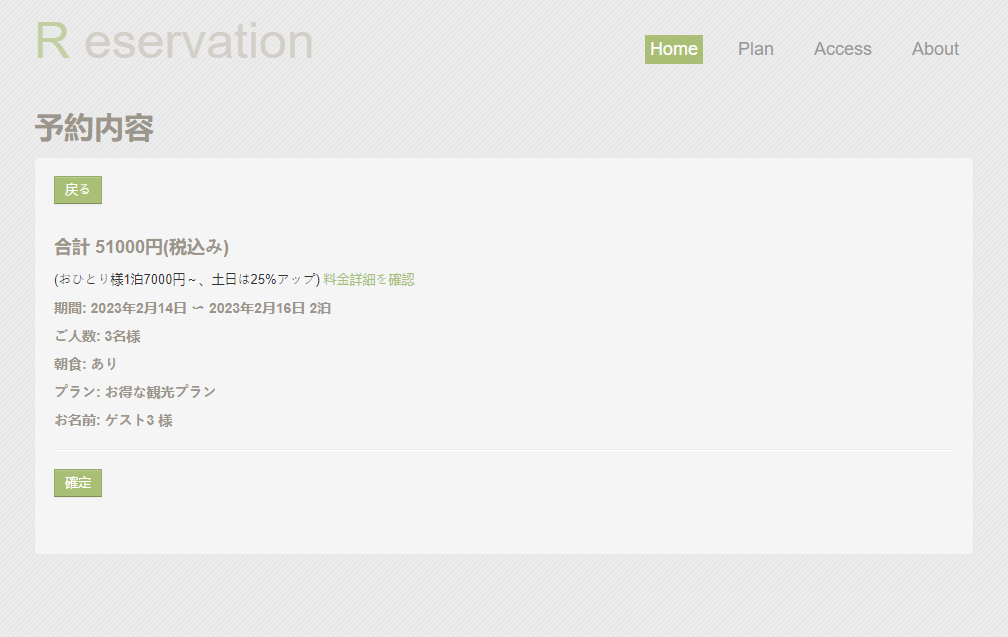 R eservation
Home Plan Access About
予約内容
戻る
合計 51000円(税込み)
(おひとり様1泊7000円～、土日は25%アップ) 料金詳細を確認
期間: 2023年2月14日 〜 2023年2月16日 2泊
ご人数: 3名様
朝食: あり
プラン: お得な観光プラン
お名前: ゲスト3 様
確定